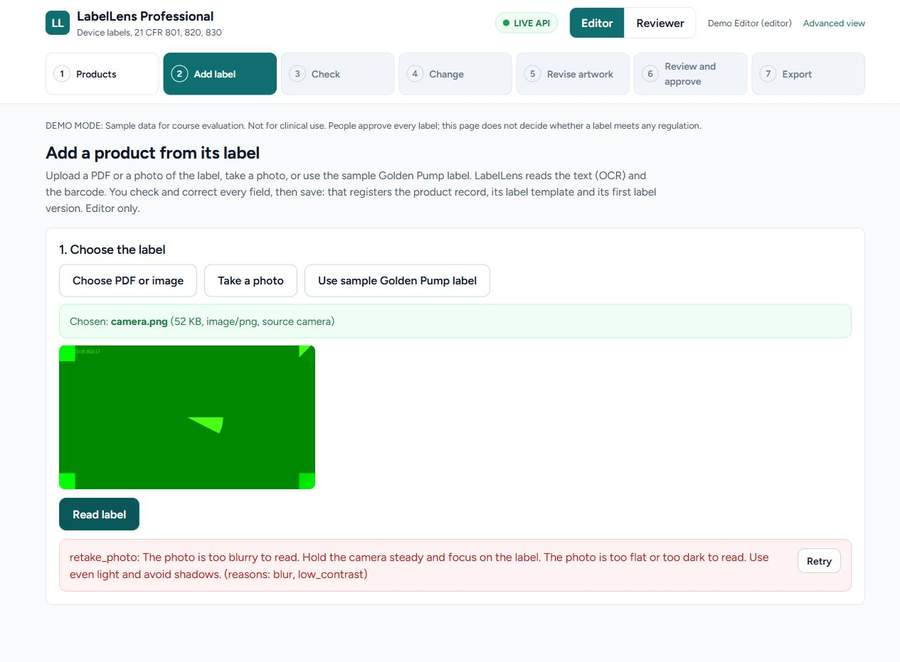 LL
LabelLens Professional
Device labels, 21 CFR 801, 820, 830
LIVE API
Editor
Reviewer
Demo Editor (editor)
Advanced view
1 Products
2 Add label
3 Check
4 Change
5 Revise artwork
6 Review and
approve
7 Export
DEMO MODE: Sample data for course evaluation. Not for clinical use. People approve every label; this page does not decide whether a label meets any regulation.
Add a product from its label
Upload a PDF or a photo of the label, take a photo, or use the sample Golden Pump label. LabelLens reads the text (OCR) and
the barcode. You check and correct every field, then save: that registers the product record, its label template and its first label
version. Editor only.
1. Choose the label
Choose PDF or image
Take a photo
Use sample Golden Pump label
Chosen: camera.png (52 KB, image/png, source camera)
Read label
retake_photo: The photo is too blurry to read. Hold the camera steady and focus on the label. The photo is too flat or too dark to read. Use
even light and avoid shadows. (reasons: blur, low_contrast)
Retry